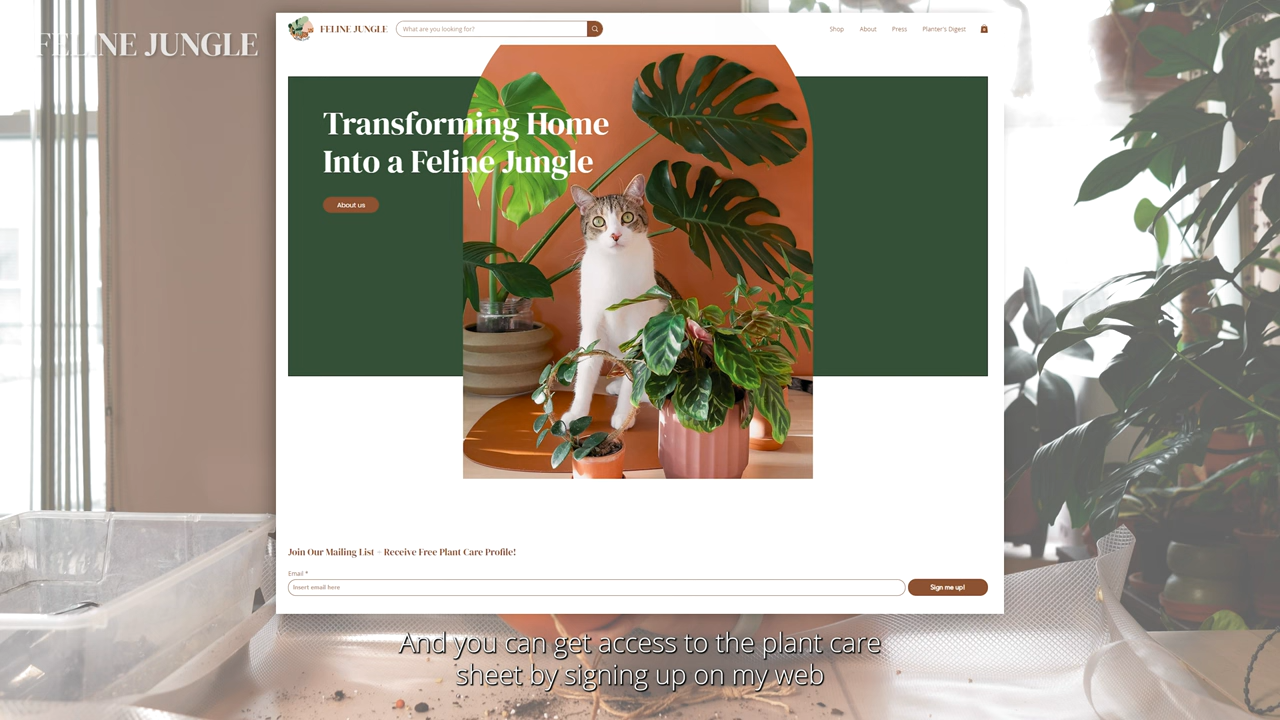 FELINE JUNGLE
FELINE JUNGLE
What are you looking for?
Shop
About
Press
Planter's Digest
Transforming Home
Into a Feline Jungle
About us
Join Our Mailing List + Receive Free Plant Care Profile!
Email *
Insert email here
Sign me up!
And you can get access to the plant care
sheet by signing up on my web